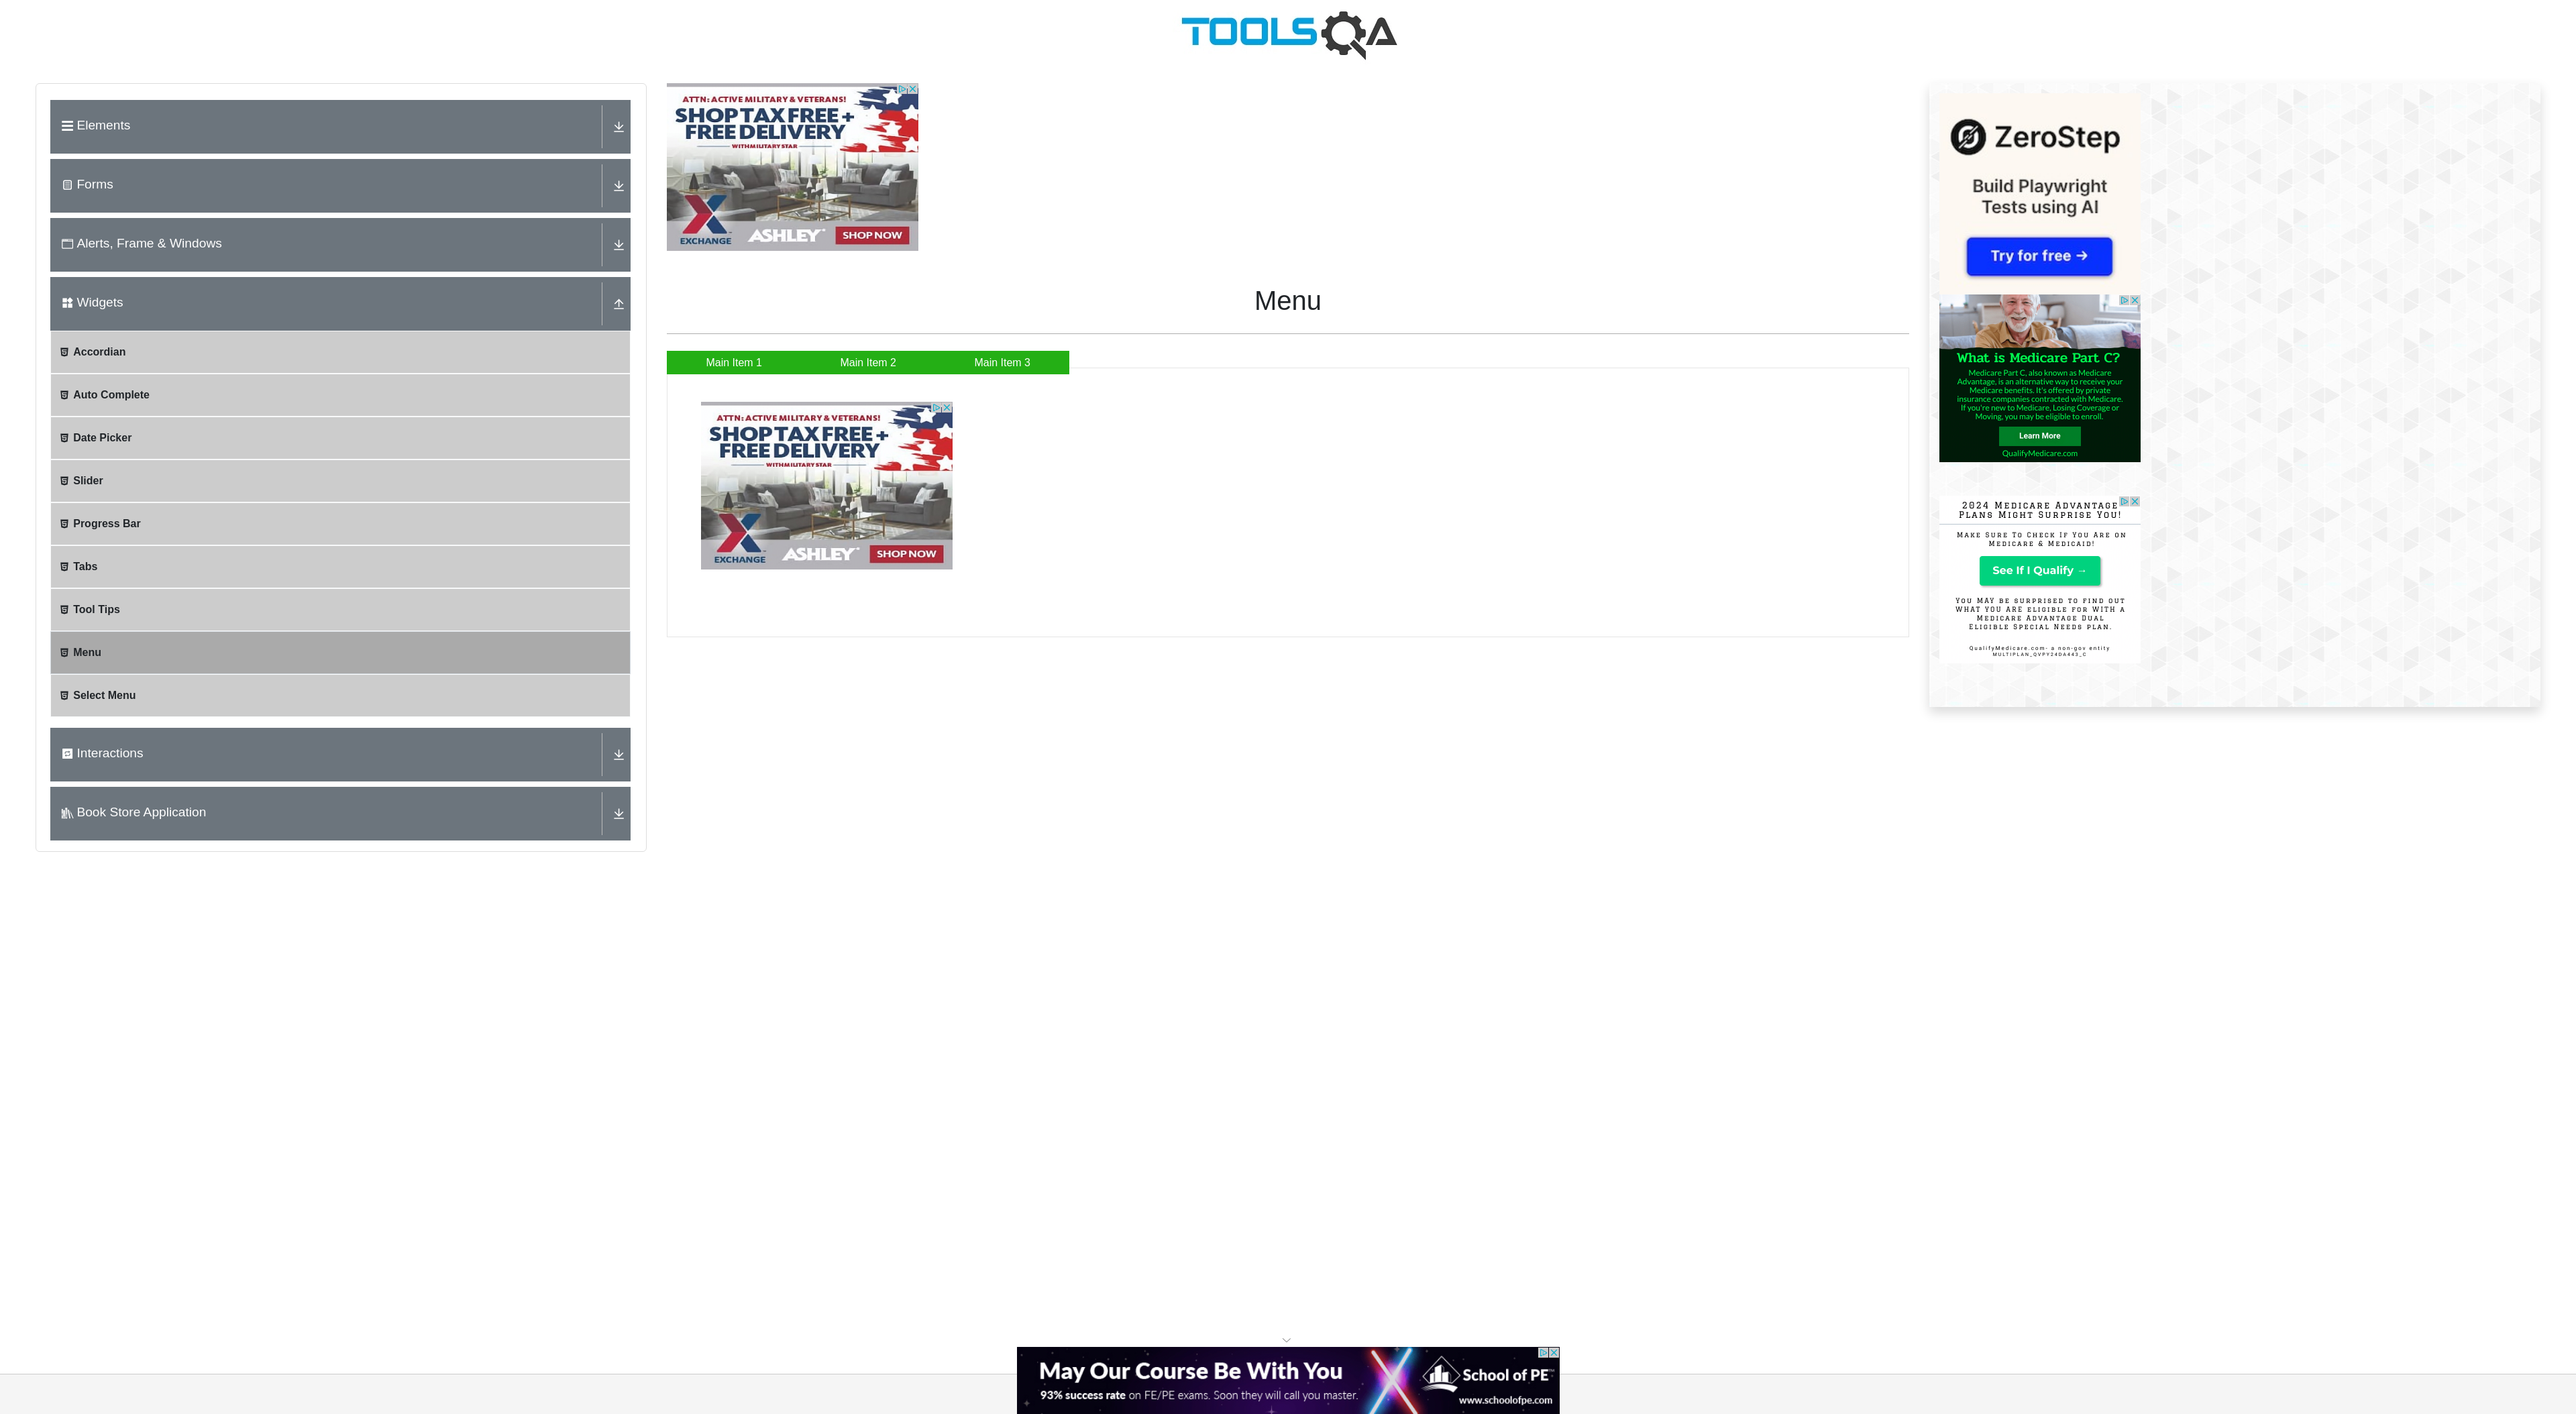 TOOLSQA
Elements
Forms
Alerts, Frame & Windows
Widgets
Accordian
Auto Complete
Date Picker
Slider
Progress Bar
Tabs
Tool Tips
Menu
Select Menu
Interactions
Book Store Application
ATTN: ACTIVE MILITARY & VETERANS!
SHOP TAX FREE +
FREE DELIVERY
WITH MILITARY STAR
X
EXCHANGE
ASHLEY
SHOP NOW
Menu
Main Item 1
Main Item 2
Main Item 3
ATTN: ACTIVE MILITARY & VETERANS!
SHOP TAX FREE +
FREE DELIVERY
WITH MILITARY STAR
X
EXCHANGE
ASHLEY
SHOP NOW
ZeroStep
Build Playwright
Tests using AI
Try for free →
What is Medicare Part C?
Medicare Part C, also known as Medicare
Advantage, is an alternative way to receive your
Medicare benefits. It's offered by private
insurance companies contracted with Medicare.
If you're new to Medicare, Losing Coverage or
Moving, you may be eligible to enroll.
Learn More
QualifyMedicare.com
2024 Medicare Advantage
Plans Might Surprise You!
Make Sure To Check If You Are on
Medicare & Medicaid!
See If I Qualify →
You MAY be surprised to find out
what you ARE eligible for with a
Medicare Advantage Dual
Eligible Special Needs plan.
QualifyMedicare.com- a non-gov entity
May Our Course Be With You
93% success rate on FE/PE exams. Soon they will call you master.
School of PE
www.schoolofpe.com